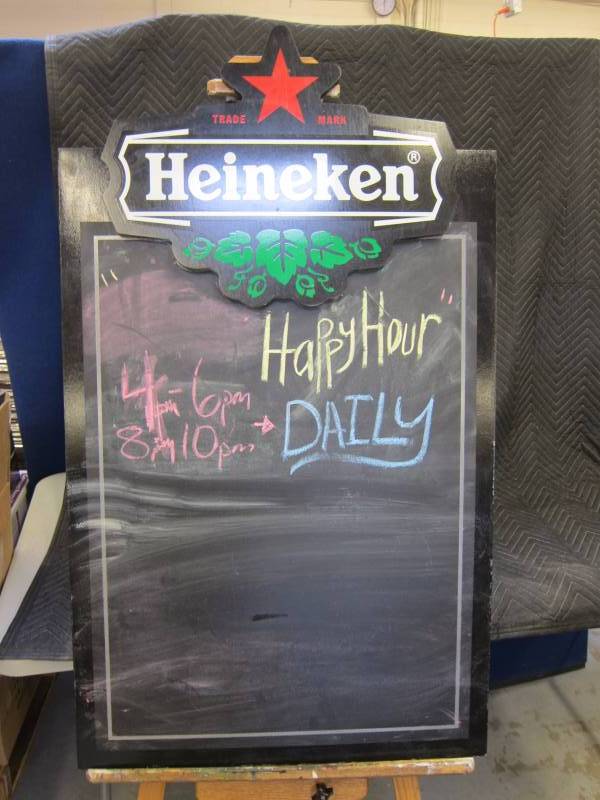 TRADE MARK
Heineken®
"Happy Hour"
4pm-6pm
8pm-10pm → DAILY